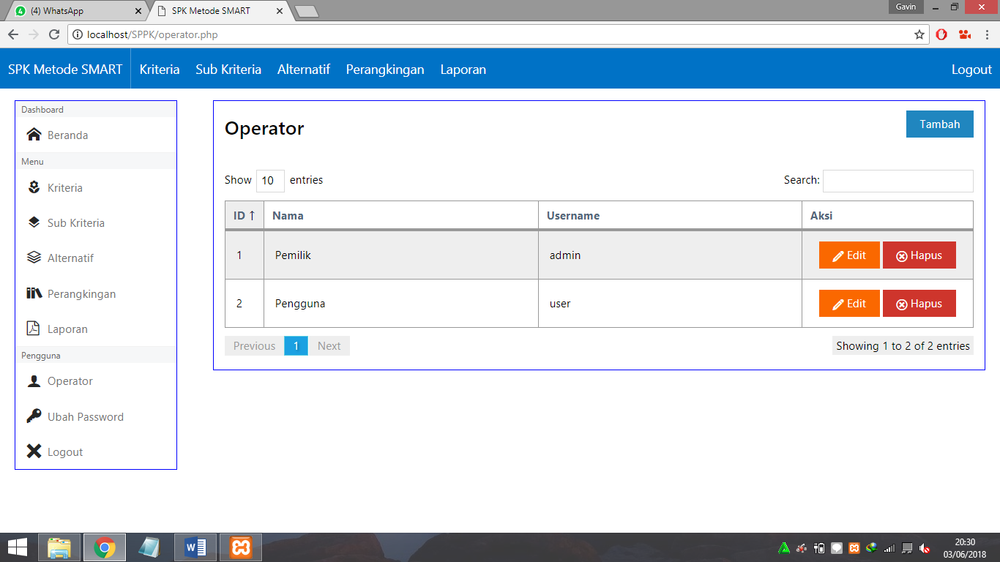 (4) WhatsApp
SPK Metode SMART
Gavin
localhost/SPPK/operator.php
SPK Metode SMART Kriteria Sub Kriteria Alternatif Perangkingan Laporan Logout
Dashboard
Beranda
Menu
Kriteria
Sub Kriteria
Alternatif
Perangkingan
Laporan
Pengguna
Operator
Ubah Password
Logout
Operator
Tambah
Show 10 entries
Search:
ID ↑ Nama Username Aksi
1 Pemilik admin Edit Hapus
2 Pengguna user Edit Hapus
Previous 1 Next
Showing 1 to 2 of 2 entries
20:30
03/06/2018